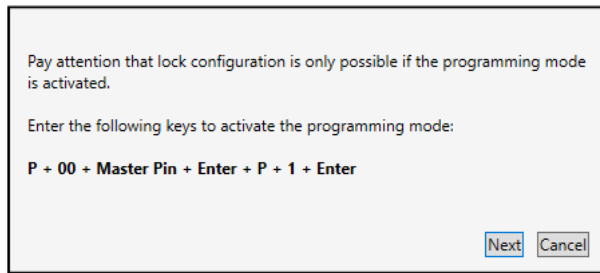 Pay attention that lock configuration is only possible if the programming mode
is activated.
Enter the following keys to activate the programming mode:
P + 00 + Master Pin + Enter + P + 1 + Enter
Next Cancel